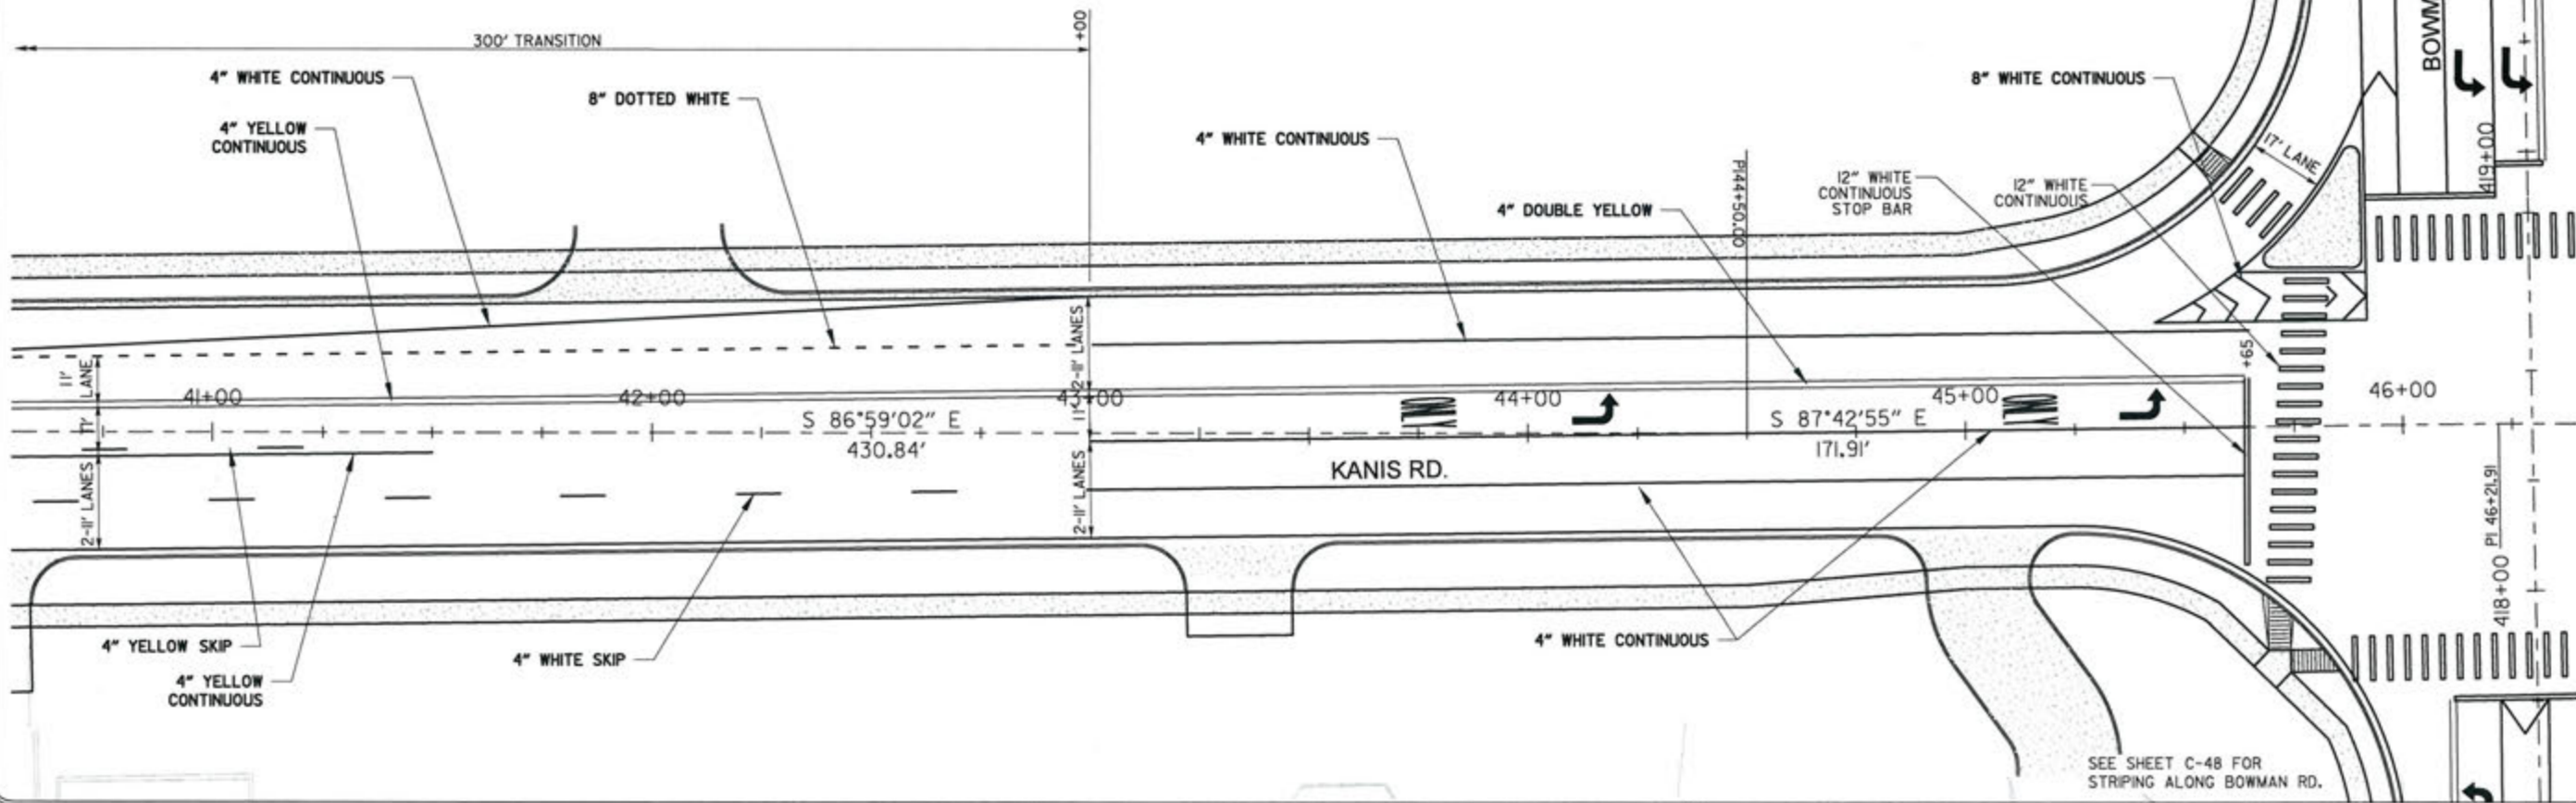 300' TRANSITION
+00
4" WHITE CONTINUOUS
8" DOTTED WHITE
4" YELLOW
CONTINUOUS
4" WHITE CONTINUOUS
4" DOUBLE YELLOW
PI44+50.00
12" WHITE
CONTINUOUS
STOP BAR
12" WHITE
CONTINUOUS
8" WHITE CONTINUOUS
17' LANE
BOWM
419+00
11'
LANE
11'
2-11' LANES
2-11' LANES
11'
2-11' LANES
41+00
42+00
43+00
44+00
45+00
46+00
+65
S 86°59'02" E
430.84'
ONLY
S 87°42'55" E
171.91'
ONLY
KANIS RD.
PI 46+21.91
418+00
4" YELLOW SKIP
4" YELLOW
CONTINUOUS
4" WHITE SKIP
4" WHITE CONTINUOUS
SEE SHEET C-48 FOR
STRIPING ALONG BOWMAN RD.